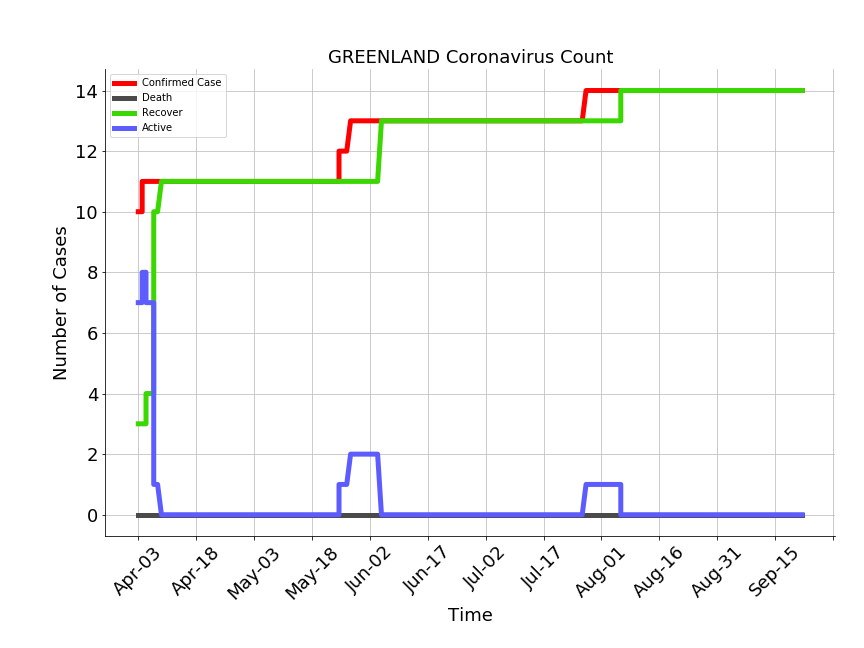 GREENLAND Coronavirus Count
Confirmed Case
Death
Recover
Active
Number of Cases
14
12
10
8
6
4
2
0
Apr-03
Apr-18
May-03
May-18
Jun-02
Jun-17
Jul-02
Jul-17
Aug-01
Aug-16
Aug-31
Sep-15
Time